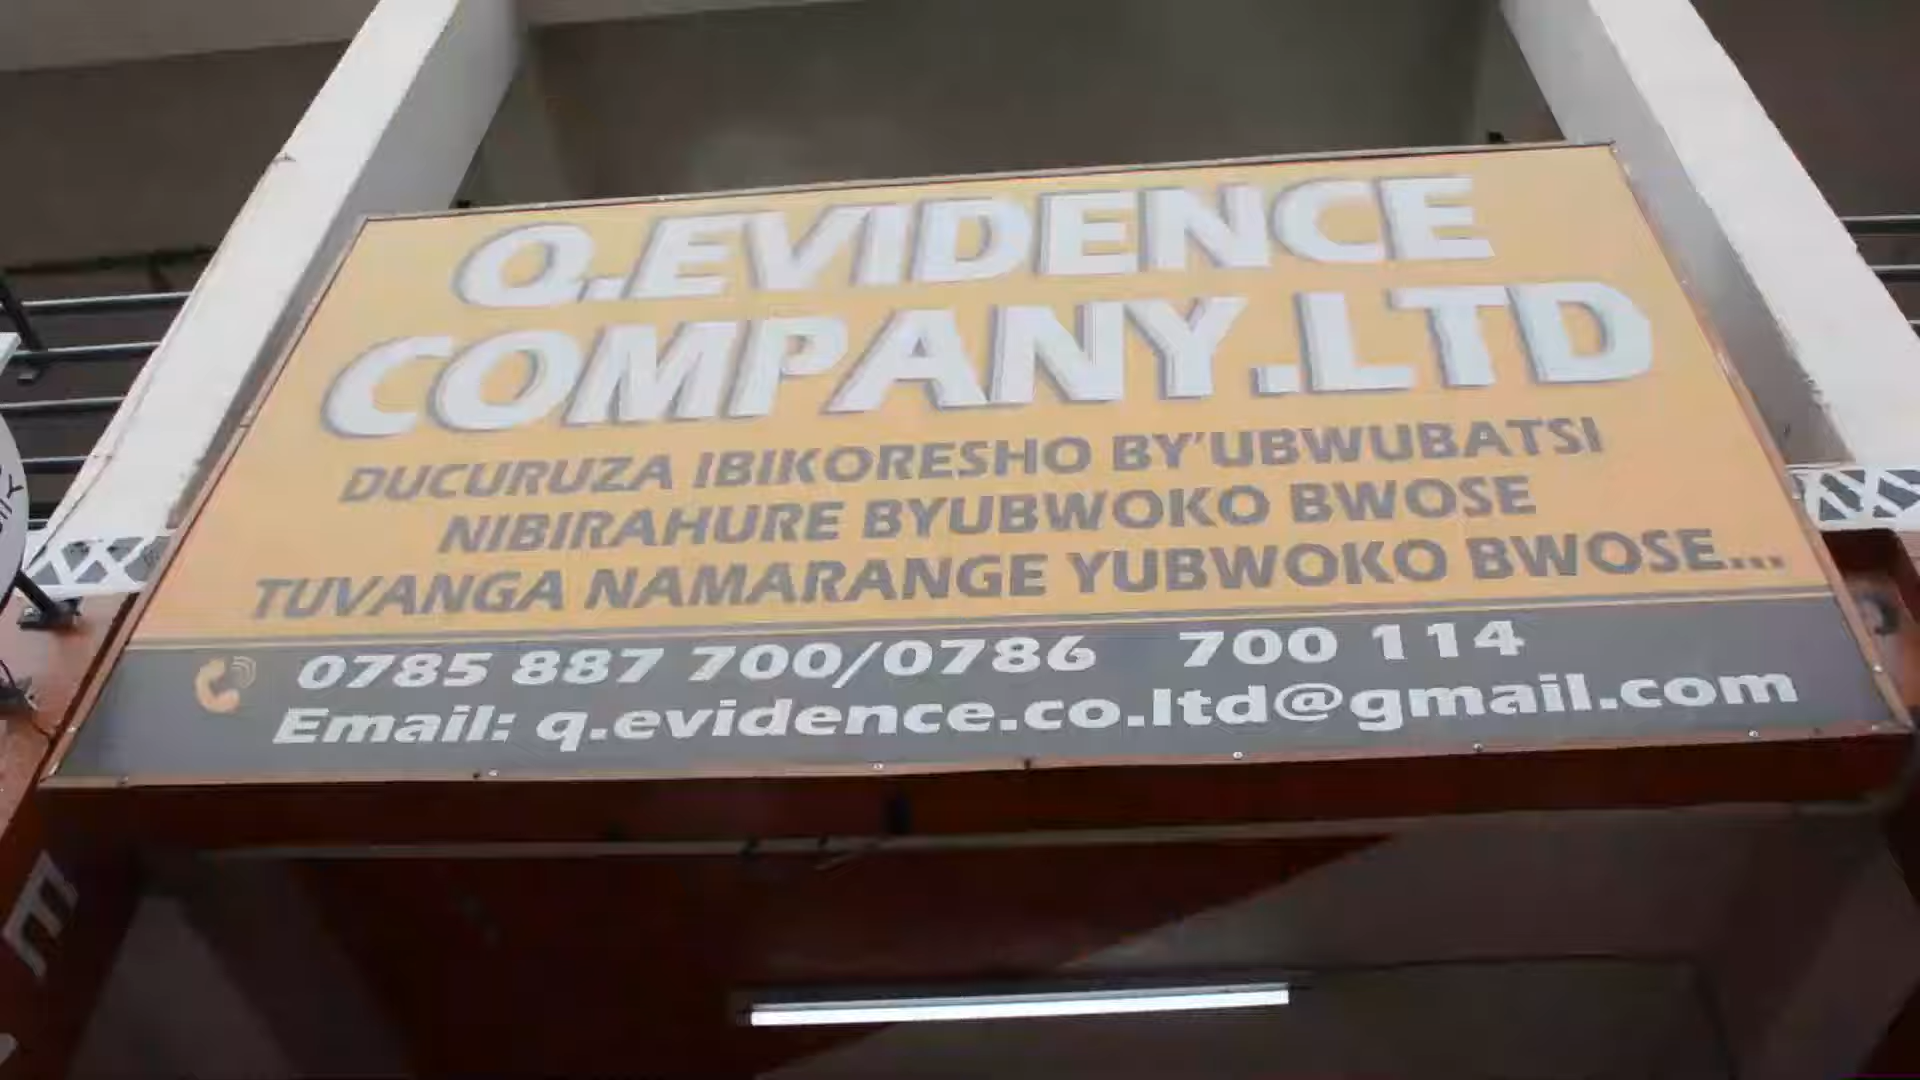 Q.EVIDENCE
COMPANY.LTD
DUCURUZA IBIKORESHO BY'UBWUBATSI
NIBIRAHURE BYUBWOKO BWOSE
TUVANGA NAMARANGE YUBWOKO BWOSE...
0785 887 700/0786 700 114
Email: q.evidence.co.ltd@gmail.com